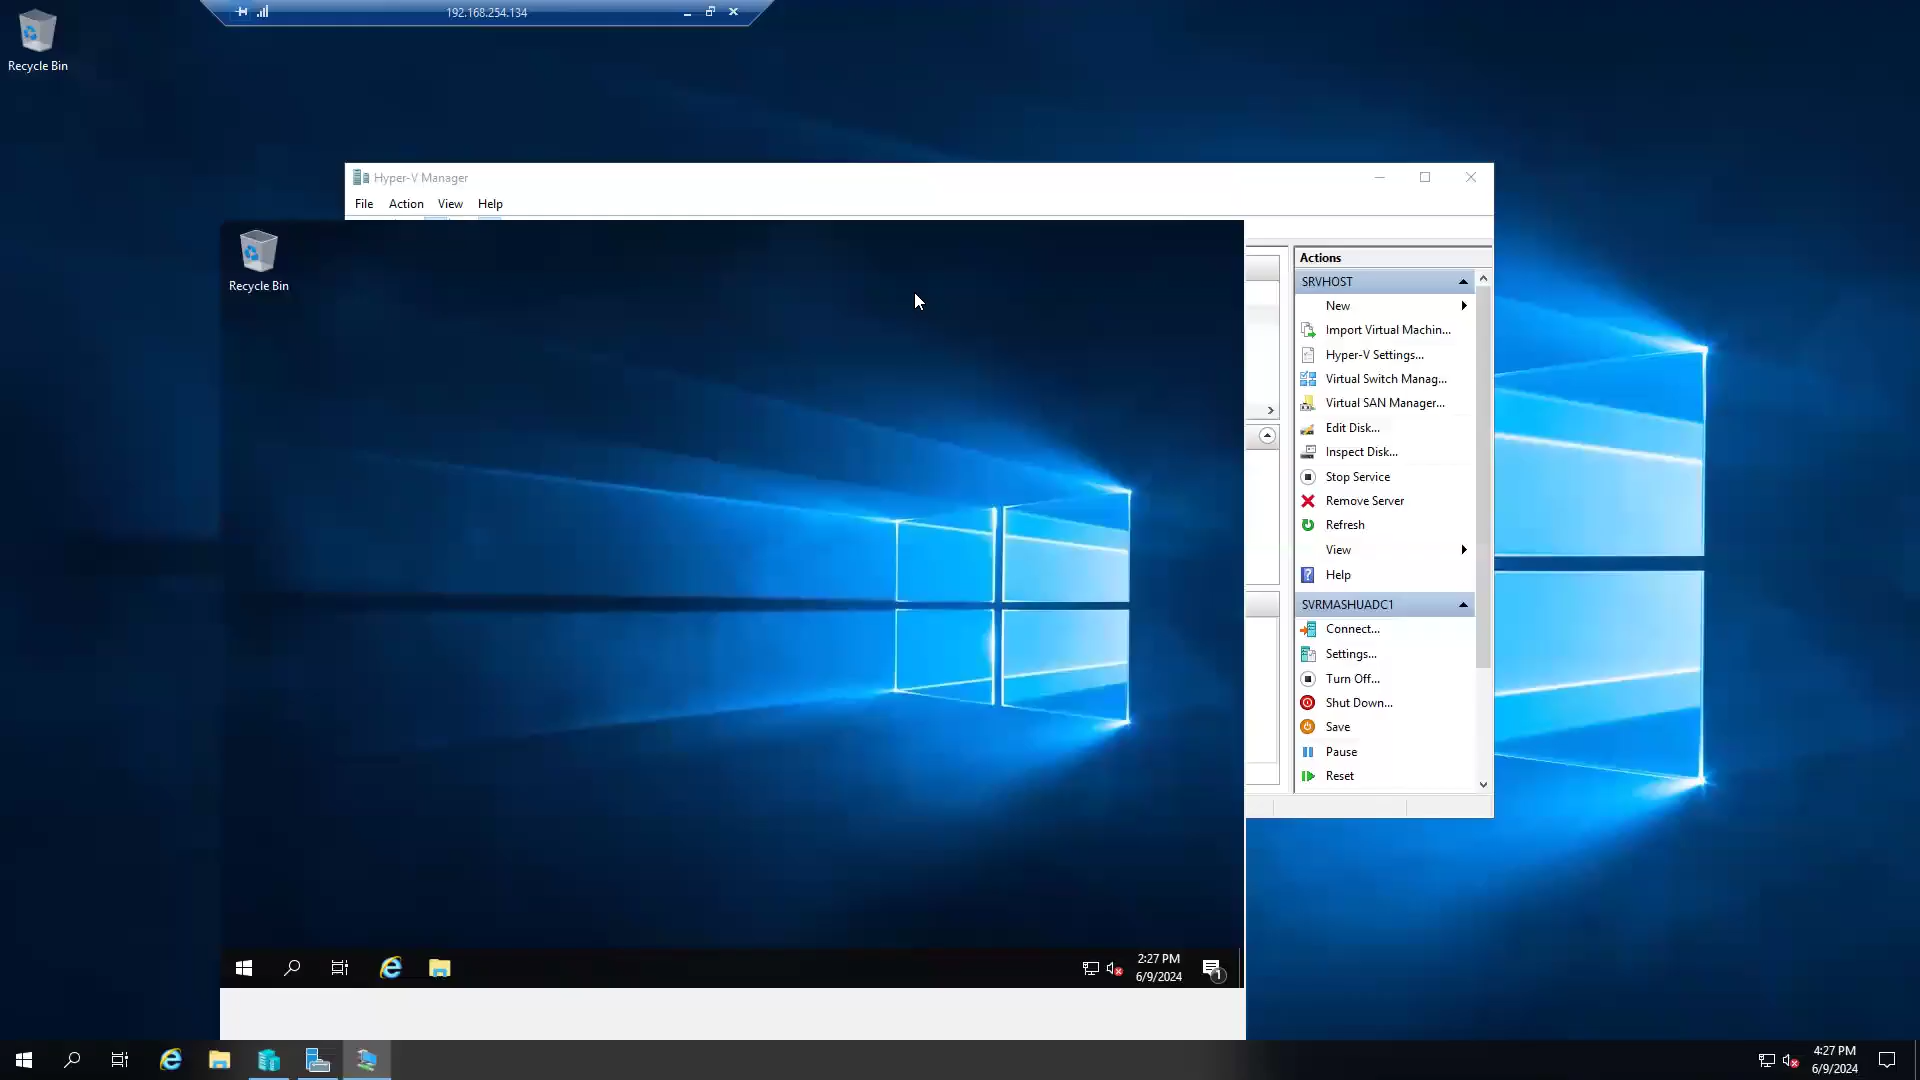 192.168.254.134
Recycle Bin
Hyper-V Manager
File Action View Help
Recycle Bin
Actions
SRVHOST
New
Import Virtual Machin...
Hyper-V Settings...
Virtual Switch Manag...
Virtual SAN Manager...
Edit Disk...
Inspect Disk...
Stop Service
Remove Server
Refresh
View
Help
SVRMASHUADC1
Connect...
Settings...
Turn Off...
Shut Down...
Save
Pause
Reset
2:27 PM
6/9/2024
1
4:27 PM
6/9/2024